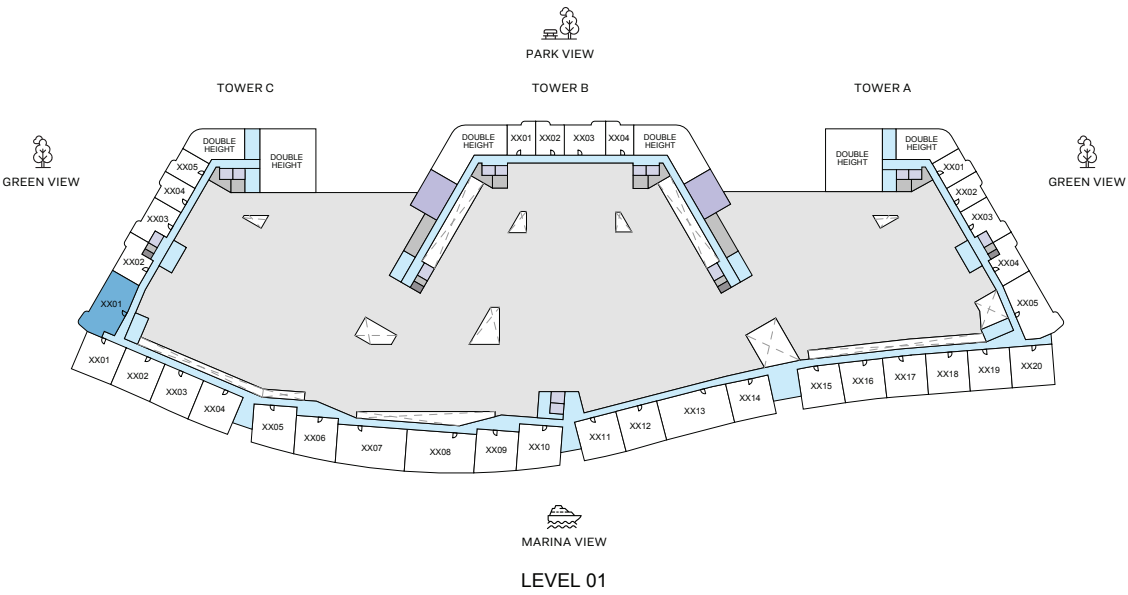 PARK VIEW
TOWER C
TOWER B
TOWER A
GREEN VIEW
GREEN VIEW
DOUBLE
HEIGHT
DOUBLE
HEIGHT
XX05
XX04
XX03
XX02
XX01
DOUBLE
HEIGHT
XX01
XX02
XX03
XX04
DOUBLE
HEIGHT
DOUBLE
HEIGHT
DOUBLE
HEIGHT
XX01
XX02
XX03
XX04
XX05
XX01
XX02
XX03
XX04
XX05
XX06
XX07
XX08
XX09
XX10
XX11
XX12
XX13
XX14
XX15
XX16
XX17
XX18
XX19
XX20
MARINA VIEW
LEVEL 01